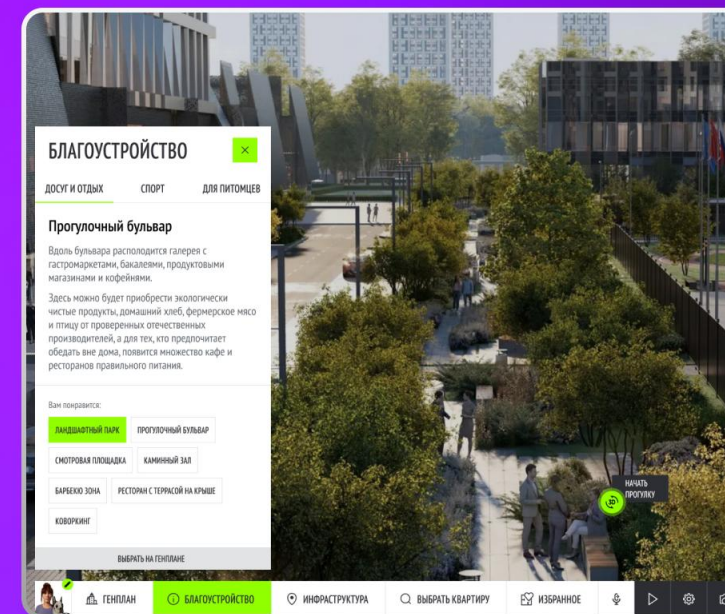 БЛАГОУСТРОЙСТВО
ДОСУГ И ОТДЫХ СПОРТ ДЛЯ ПИТОМЦЕВ
Прогулочный бульвар
Вдоль бульвара расположится галерея с
гастромаркетами, бакалеями, продуктовыми
магазинами и кофейнями.
Здесь можно будет приобрести экологически
чистые продукты, домашний хлеб, фермерское мясо
и птицу от проверенных отечественных
производителей, а для тех, кто предпочитает
обедать вне дома, появится множество кафе и
ресторанов правильного питания.
Вам понравится:
ЛАНДШАФТНЫЙ ПАРК ПРОГУЛОЧНЫЙ БУЛЬВАР
СМОТРОВАЯ ПЛОЩАДКА КАМИННЫЙ ЗАЛ
БАРБЕКЮ ЗОНА РЕСТОРАН С ТЕРРАСОЙ НА КРЫШЕ
КОВОРКИНГ
ВЫБРАТЬ НА ГЕНПЛАНЕ
3D
НАЧАТЬ
ПРОГУЛКУ
ГЕНПЛАН БЛАГОУСТРОЙСТВО ИНФРАСТРУКТУРА ВЫБРАТЬ КВАРТИРУ ИЗБРАННОЕ